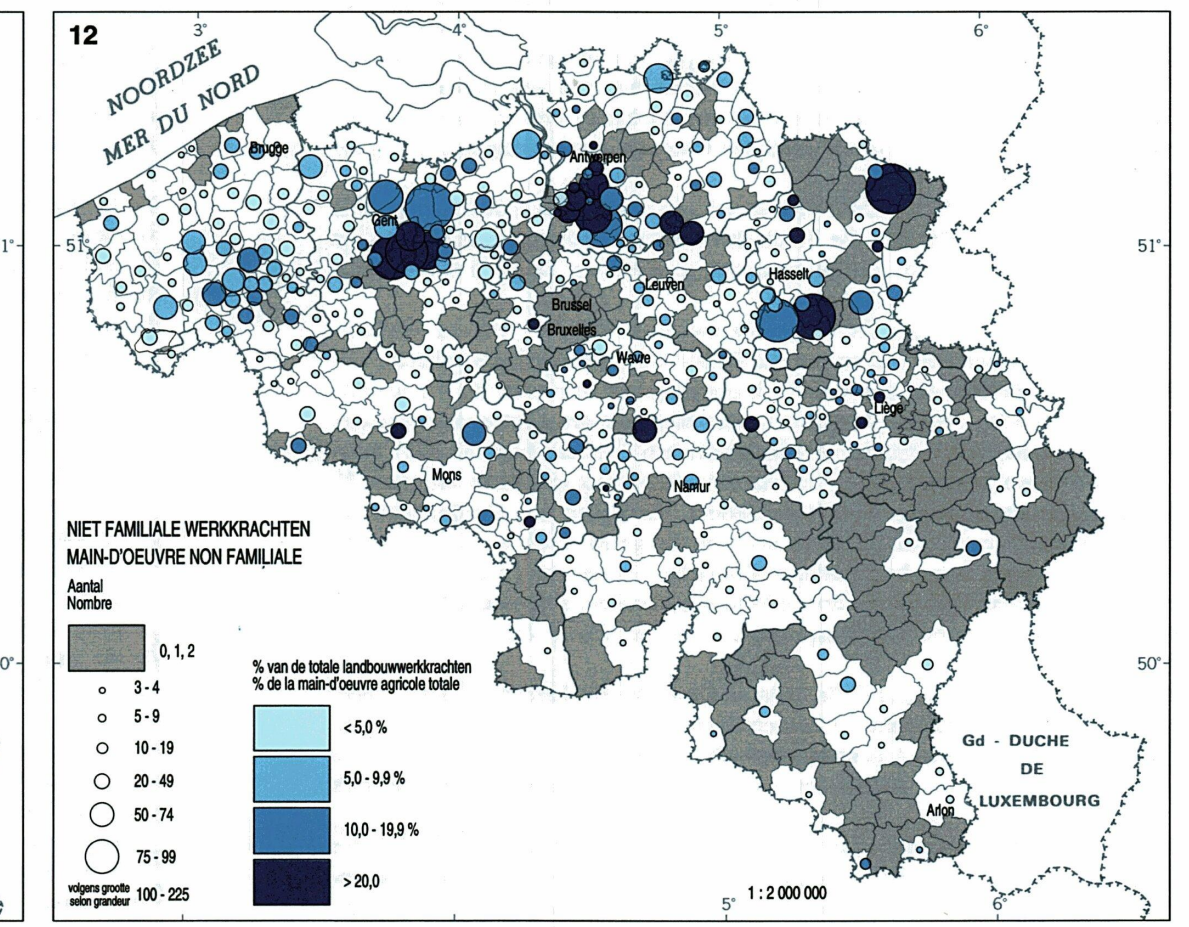 12
3°
4°
5°
6°
NOORDZEE
MER DU NORD
Brugge
Antwerpen
Gent
1°
51°
51°
Hasselt
Leuven
Brussel
Bruxelles
Wavre
Liège
Mons
Namur
NIET FAMILIALE WERKKRACHTEN
MAIN-D'OEUVRE NON FAMILIALE
Aantal
Nombre
0, 1, 2
3 - 4
5 - 9
10 - 19
20 - 49
50 - 74
75 - 99
volgens grootte
selon grandeur
100 - 225
% van de totale landbouwwerkkrachten
% de la main-d'oeuvre agricole totale
< 5,0 %
5,0 - 9,9 %
10,0 - 19,9 %
> 20,0
0°
50°
Gd - DUCHE
DE
LUXEMBOURG
Arlon
1 : 2 000 000
5°
6°